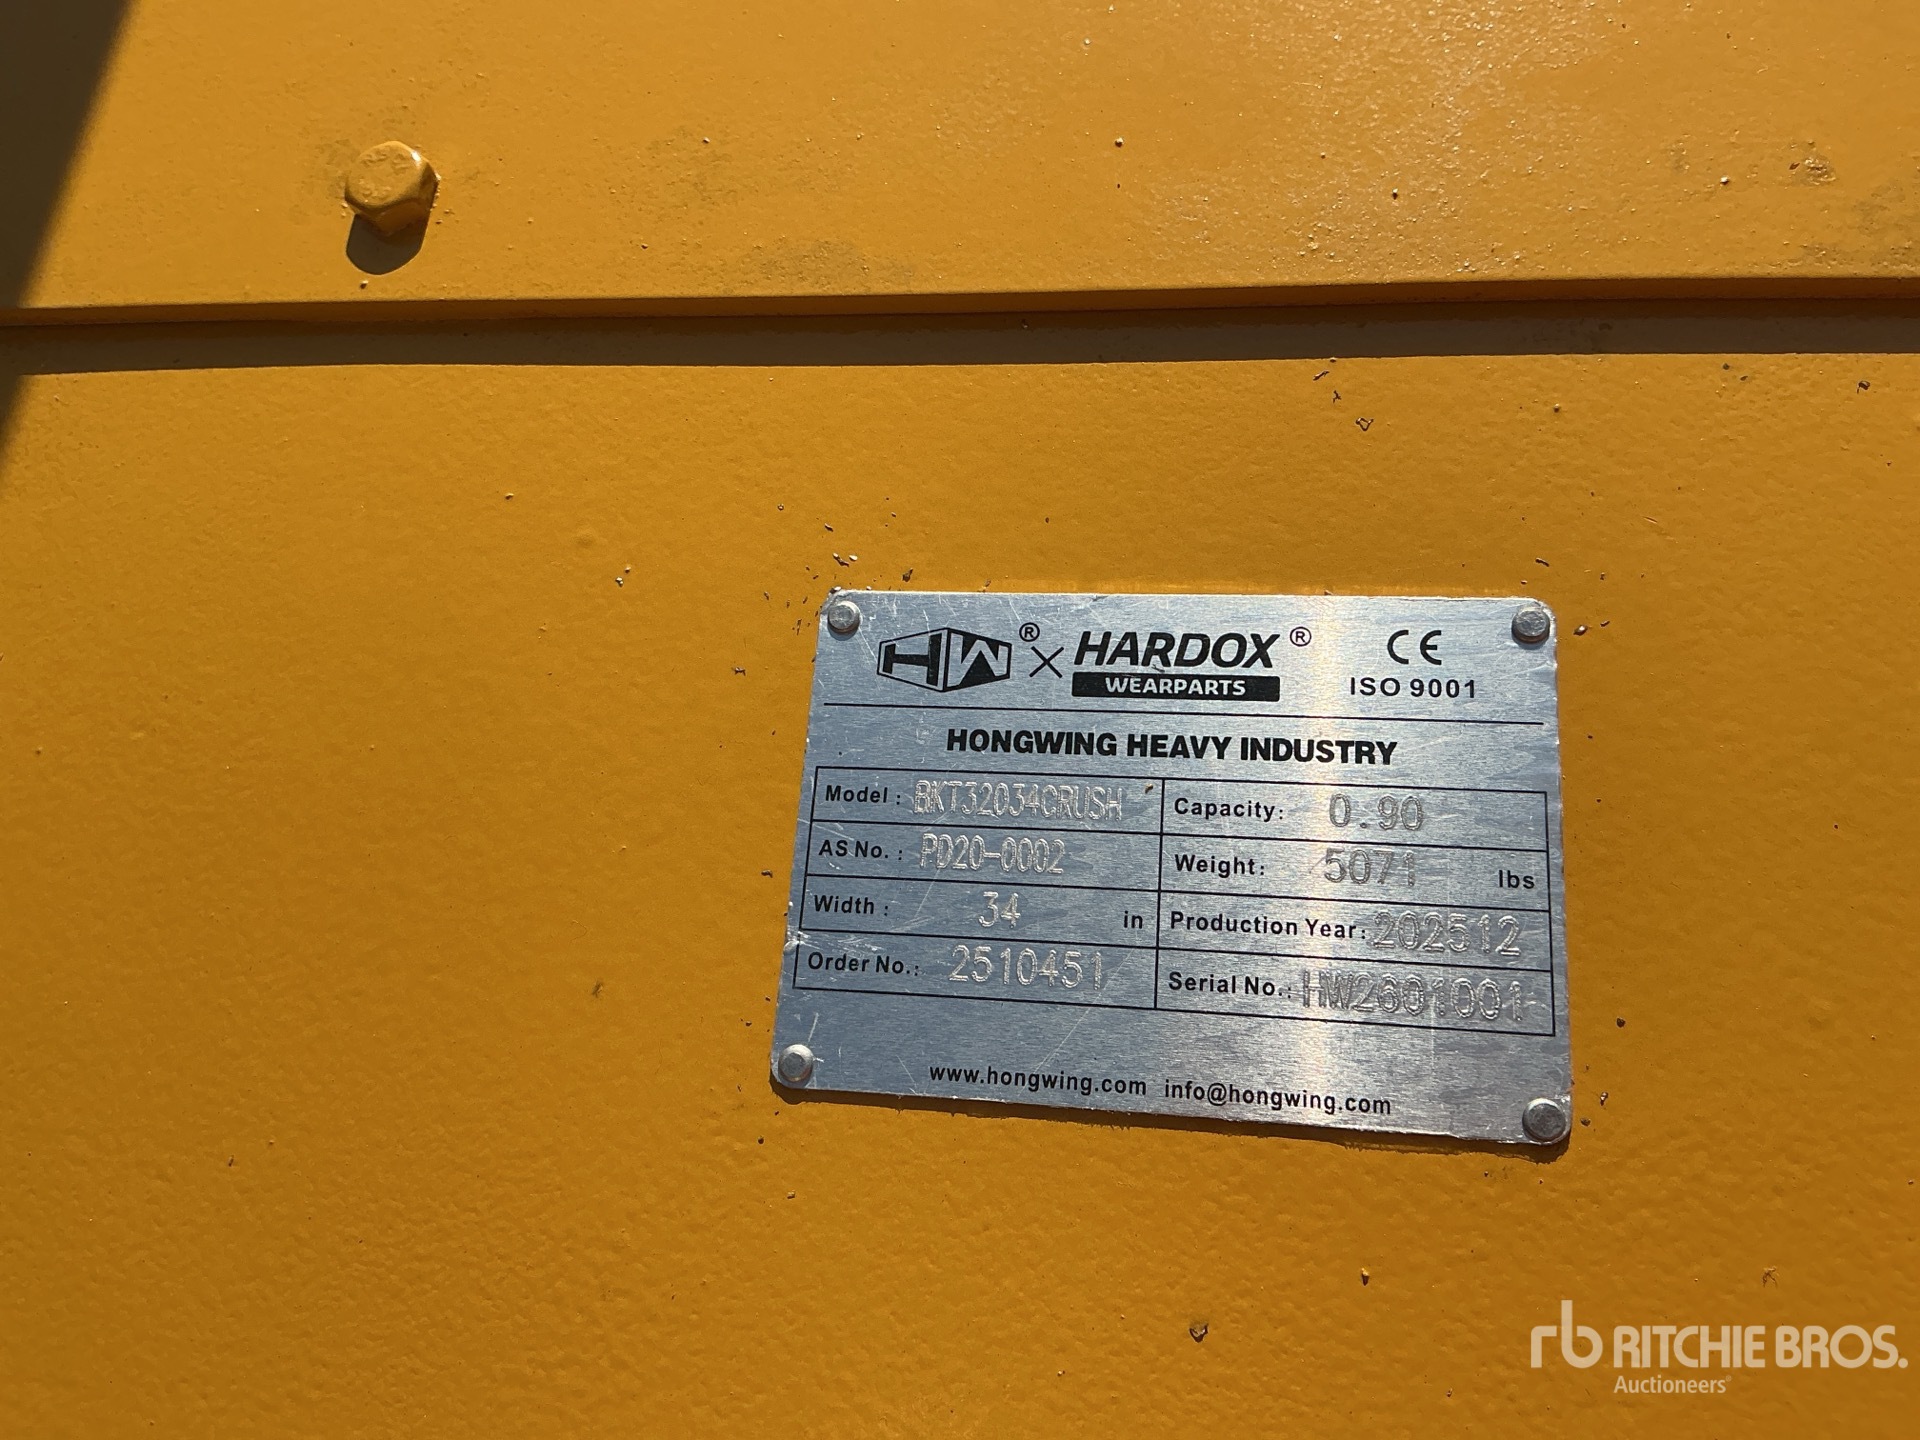 HW® × HARDOX® CE
WEARPARTS ISO 9001
HONGWING HEAVY INDUSTRY
Model: BKT32034CRUSH Capacity: 0.90
AS No.: PD20-0002 Weight: 5071 lbs
Width: 34 in Production Year: 202512
Order No.: 2510451 Serial No.: HW2601001
www.hongwing.com info@hongwing.com
rb RITCHIE BROS.
Auctioneers®